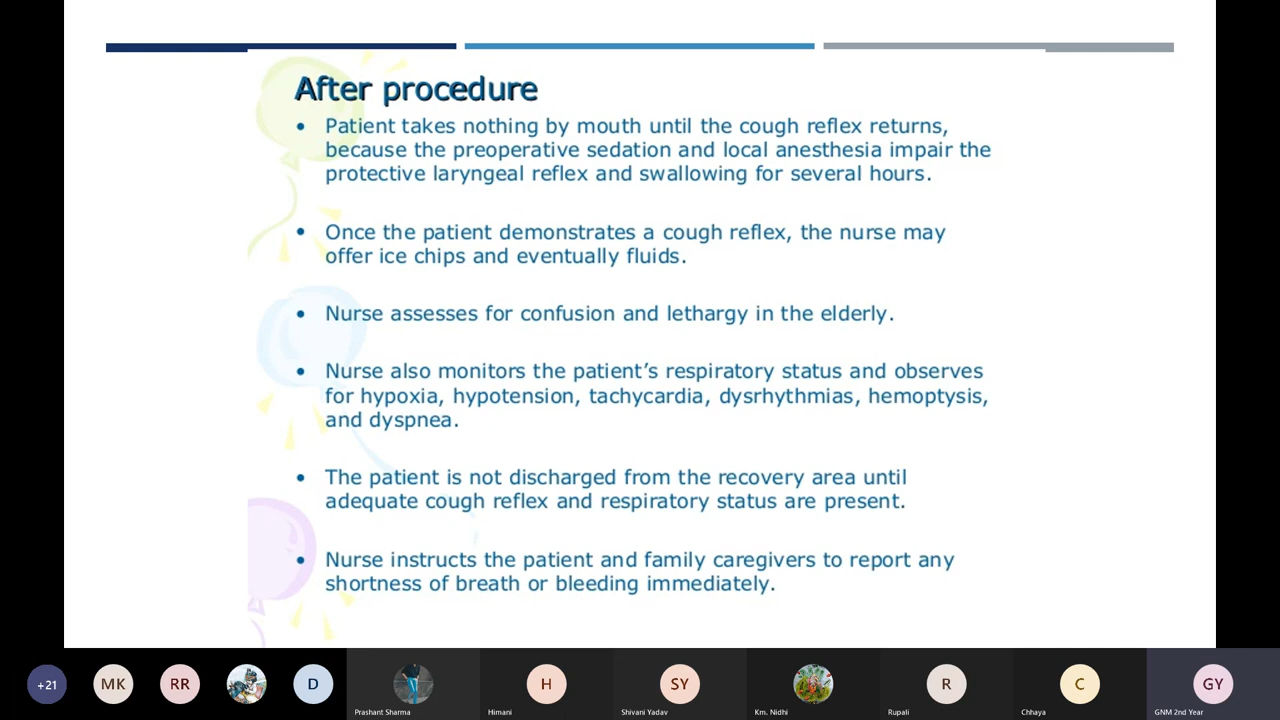 After procedure
• Patient takes nothing by mouth until the cough reflex returns,
because the preoperative sedation and local anesthesia impair the
protective laryngeal reflex and swallowing for several hours.
• Once the patient demonstrates a cough reflex, the nurse may
offer ice chips and eventually fluids.
• Nurse assesses for confusion and lethargy in the elderly.
• Nurse also monitors the patient’s respiratory status and observes
for hypoxia, hypotension, tachycardia, dysrhythmias, hemoptysis,
and dyspnea.
• The patient is not discharged from the recovery area until
adequate cough reflex and respiratory status are present.
• Nurse instructs the patient and family caregivers to report any
shortness of breath or bleeding immediately.
+21 MK RR D H SY R C GY
Prashant Sharma Himani Shivani Yadav Km. Nidhi Rupali Chhaya GNM 2nd Year